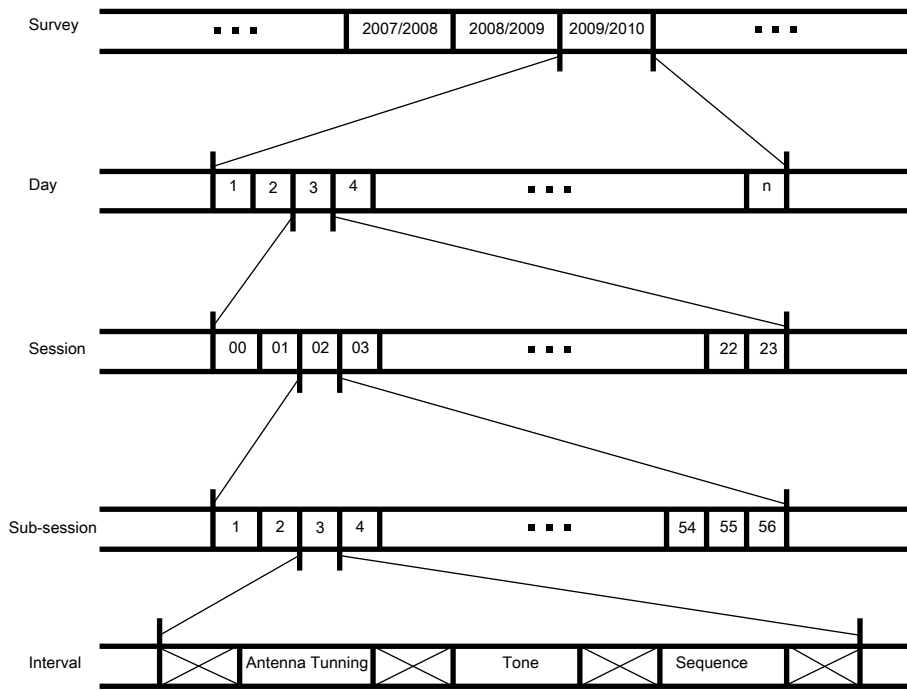 Survey
2007/2008 2008/2009 2009/2010
Day
1 2 3 4 n
Session
00 01 02 03 22 23
Sub-session
1 2 3 4 54 55 56
Interval
Antenna Tunning Tone Sequence